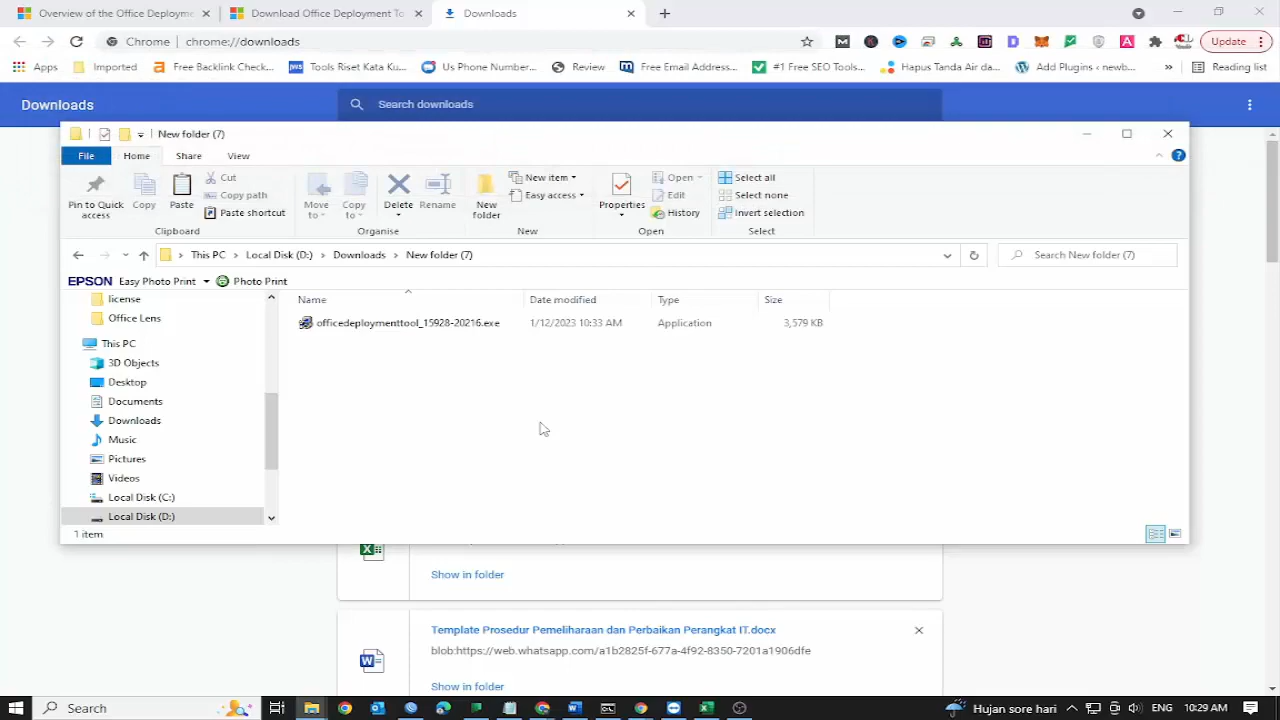 Overview of the Office Deployme
Download Office Deployment To
Downloads
Chrome
chrome://downloads
Update
Apps
Imported
Free Backlink Check...
Tools Riset Kata Ku...
Us Phone Number...
Review
Free Email Address...
#1 Free SEO Tools...
Hapus Tanda Air da...
Add Plugins ‹ newb...
»
Reading list
Downloads
Search downloads
New folder (7)
File
Home
Share
View
Pin to Quick access
Copy
Paste
Cut
Copy path
Paste shortcut
Clipboard
Move to
Copy to
Delete
Rename
Organise
New folder
New item
Easy access
New
Properties
Open
Edit
History
Open
Select all
Select none
Invert selection
Select
This PC › Local Disk (D:) › Downloads › New folder (7)
Search New folder (7)
EPSON Easy Photo Print
Photo Print
license
Office Lens
This PC
3D Objects
Desktop
Documents
Downloads
Music
Pictures
Videos
Local Disk (C:)
Local Disk (D:)
Name
Date modified
Type
Size
officedeploymenttool_15928-20216.exe
1/12/2023 10:33 AM
Application
3,579 KB
1 item
Show in folder
Template Prosedur Pemeliharaan dan Perbaikan Perangkat IT.docx
blob:https://web.whatsapp.com/a1b2825f-677a-4f92-8350-7201a1906dfe
Show in folder
Search
Hujan sore hari
ENG
10:29 AM